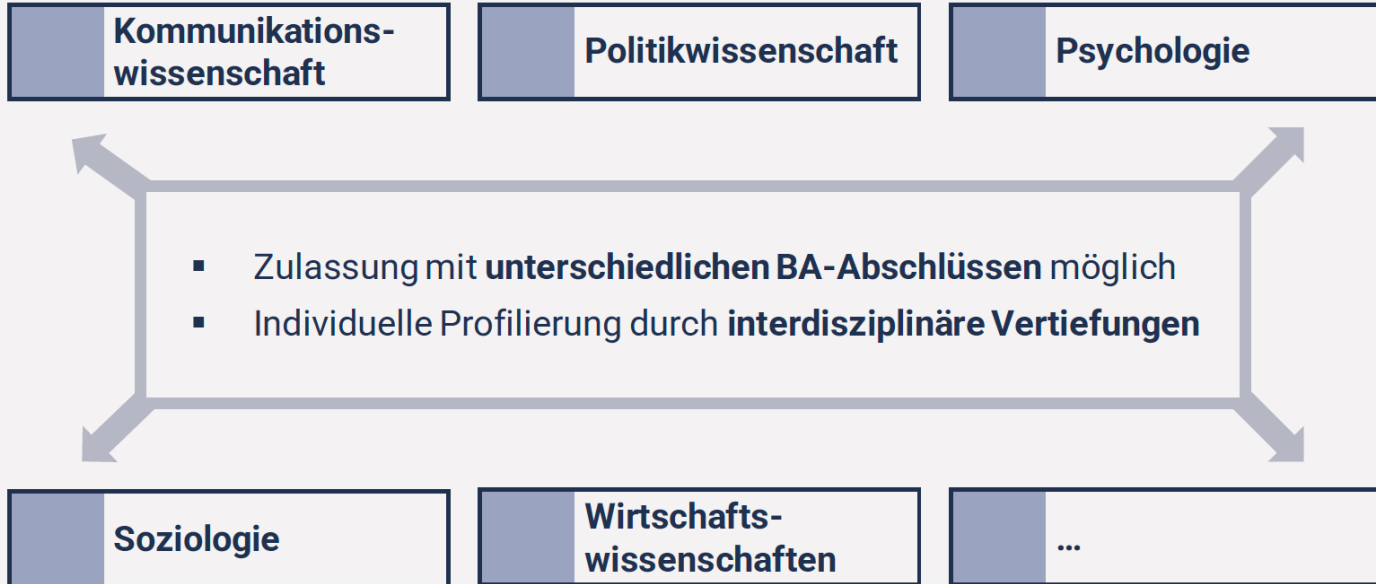 Kommunikations-
wissenschaft
Politikwissenschaft
Psychologie
▪ Zulassung mit unterschiedlichen BA-Abschlüssen möglich
▪ Individuelle Profilierung durch interdisziplinäre Vertiefungen
Soziologie
Wirtschafts-
wissenschaften
...